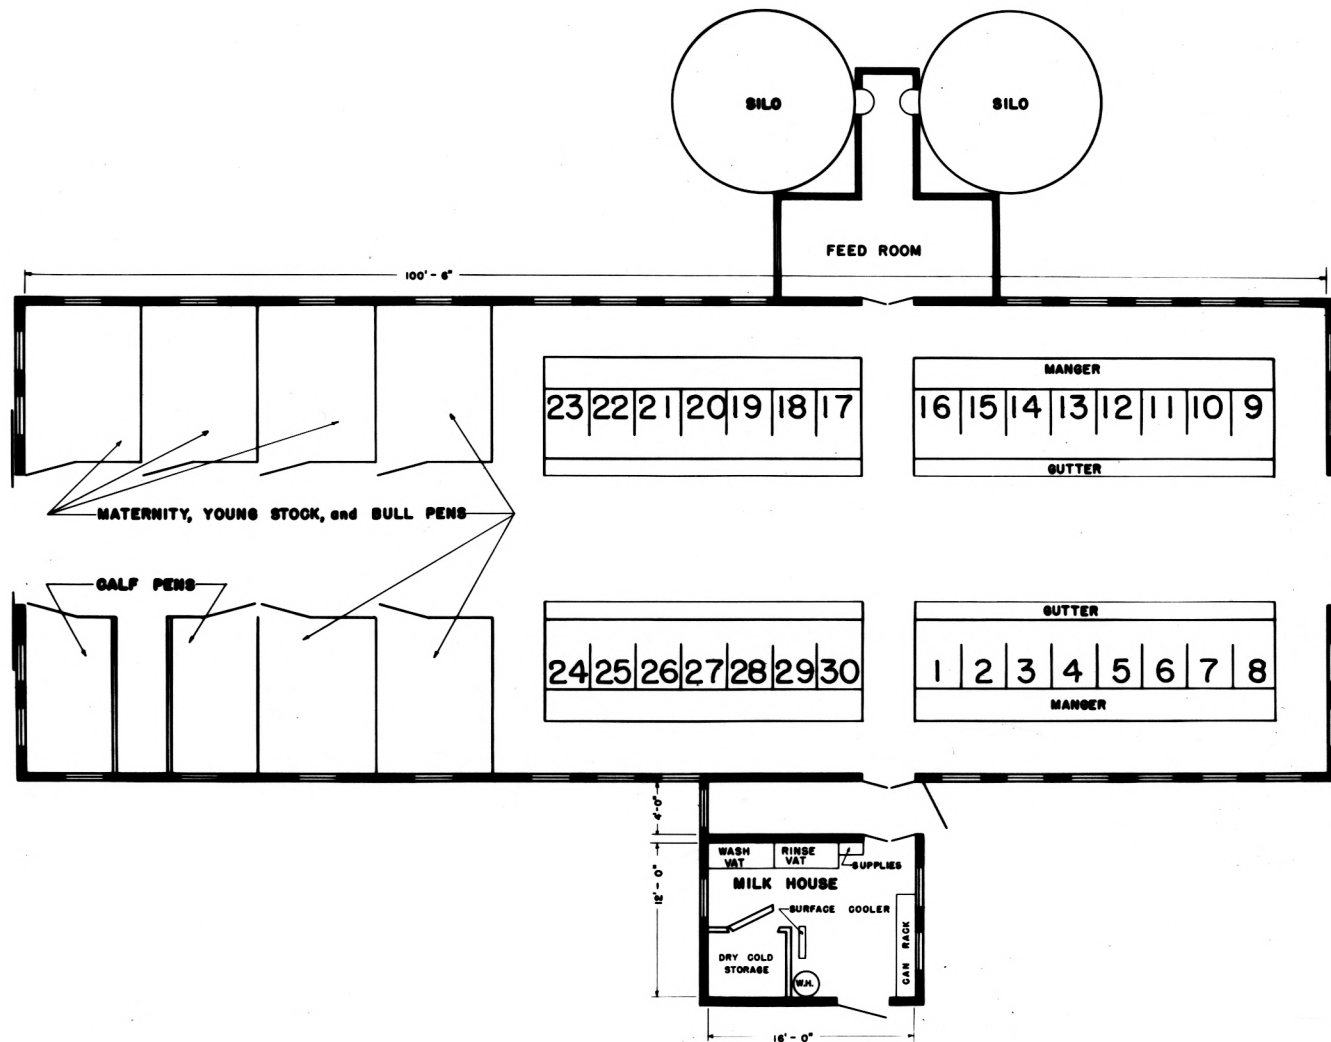 SILO
SILO
FEED ROOM
100'-6"
MANGER
23 22 21 20 19 18 17
16 15 14 13 12 11 10 9
GUTTER
MATERNITY, YOUNG STOCK, and BULL PENS
CALF PENS
GUTTER
24 25 26 27 28 29 30
1 2 3 4 5 6 7 8
MANGER
4'-0"
WASH VAT
RINSE VAT
SUPPLIES
MILK HOUSE
12'-0"
SURFACE COOLER
CAN RACK
DRY COLD
STORAGE
W.H.
16'-0"